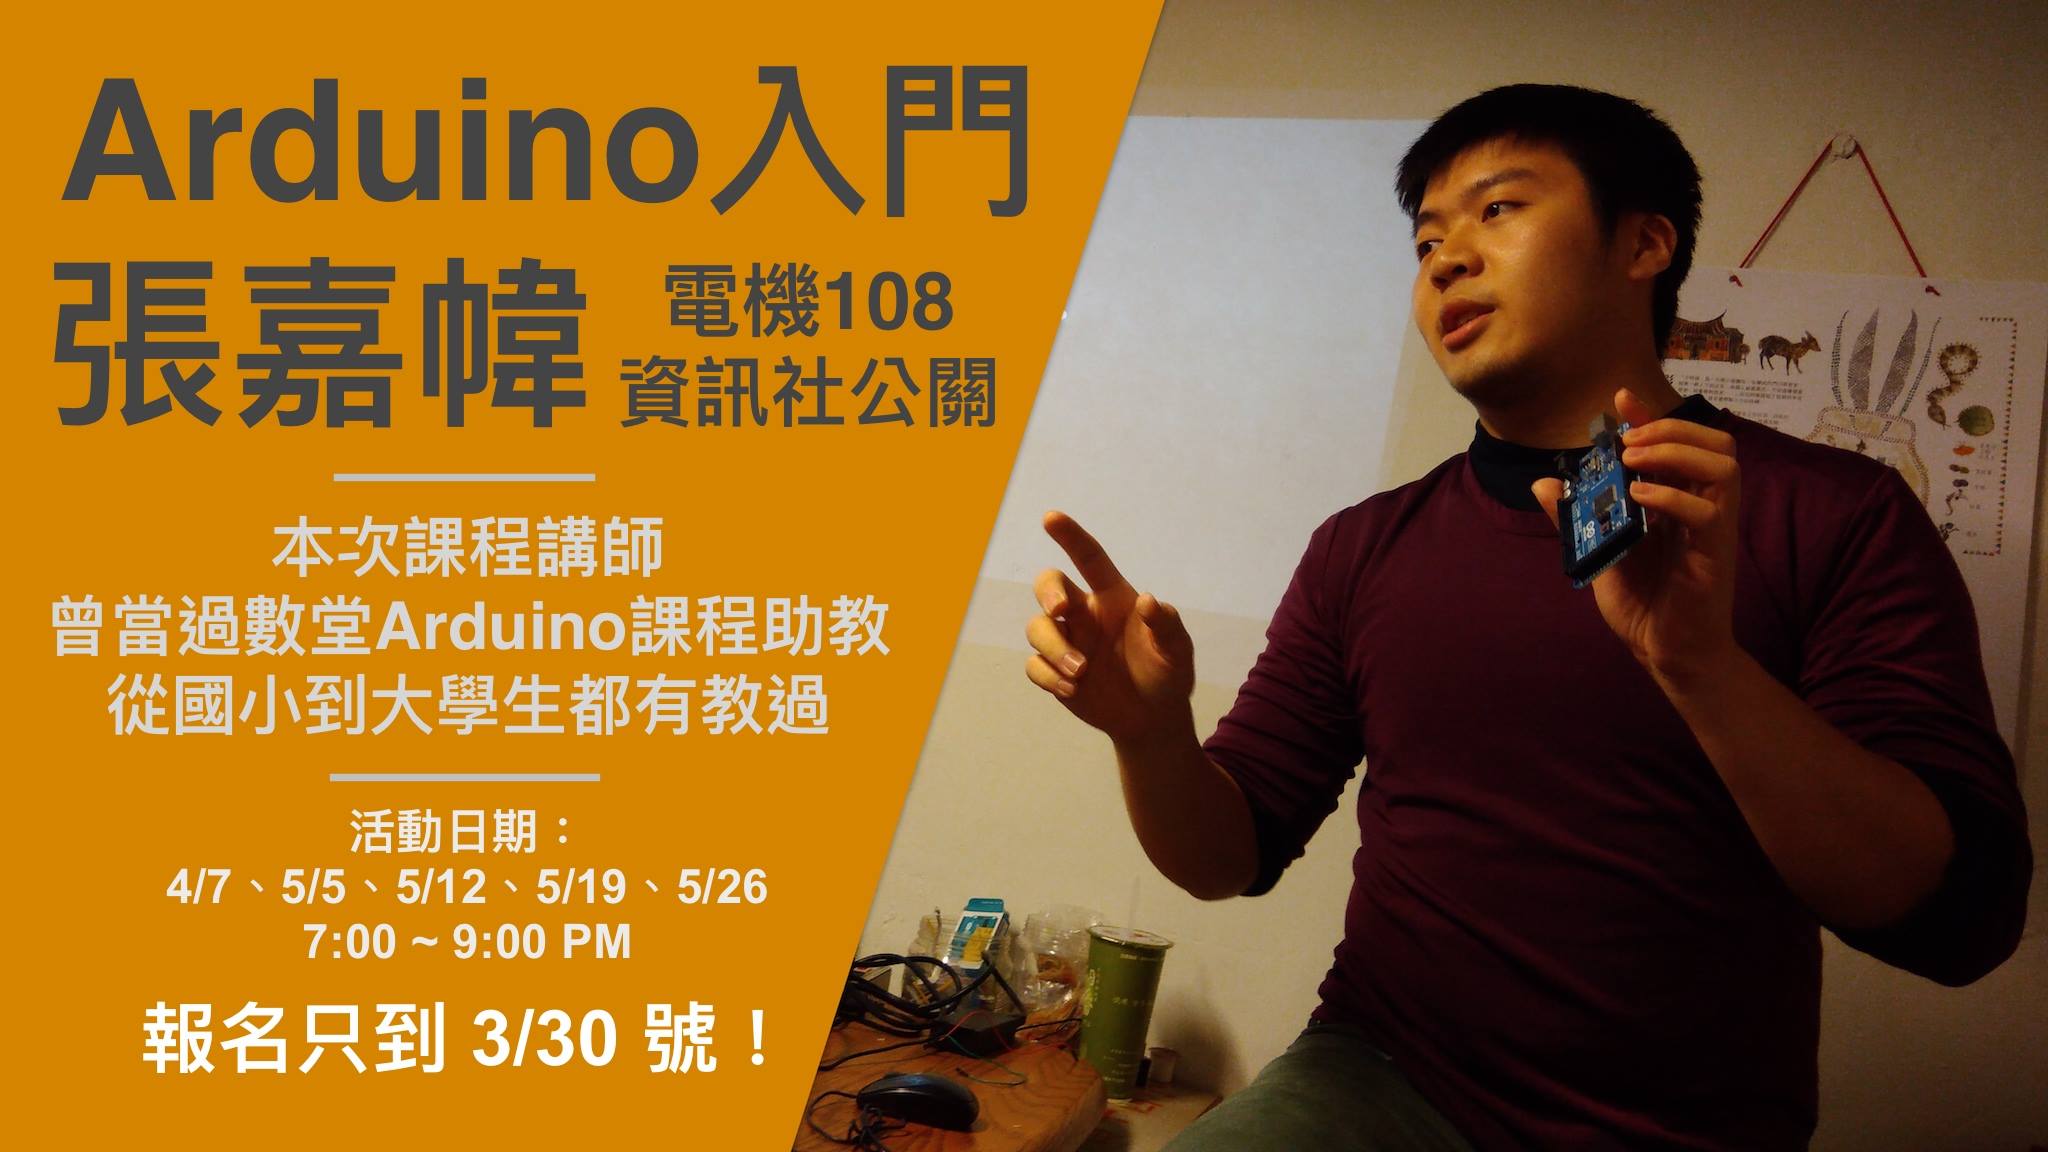 Arduino入門
張嘉幃
電機108
資訊社公關
本次課程講師
曾當過數堂Arduino課程助教
從國小到大學生都有教過
活動日期：
4/7、5/5、5/12、5/19、5/26
7:00 ~ 9:00 PM
報名只到 3/30 號！